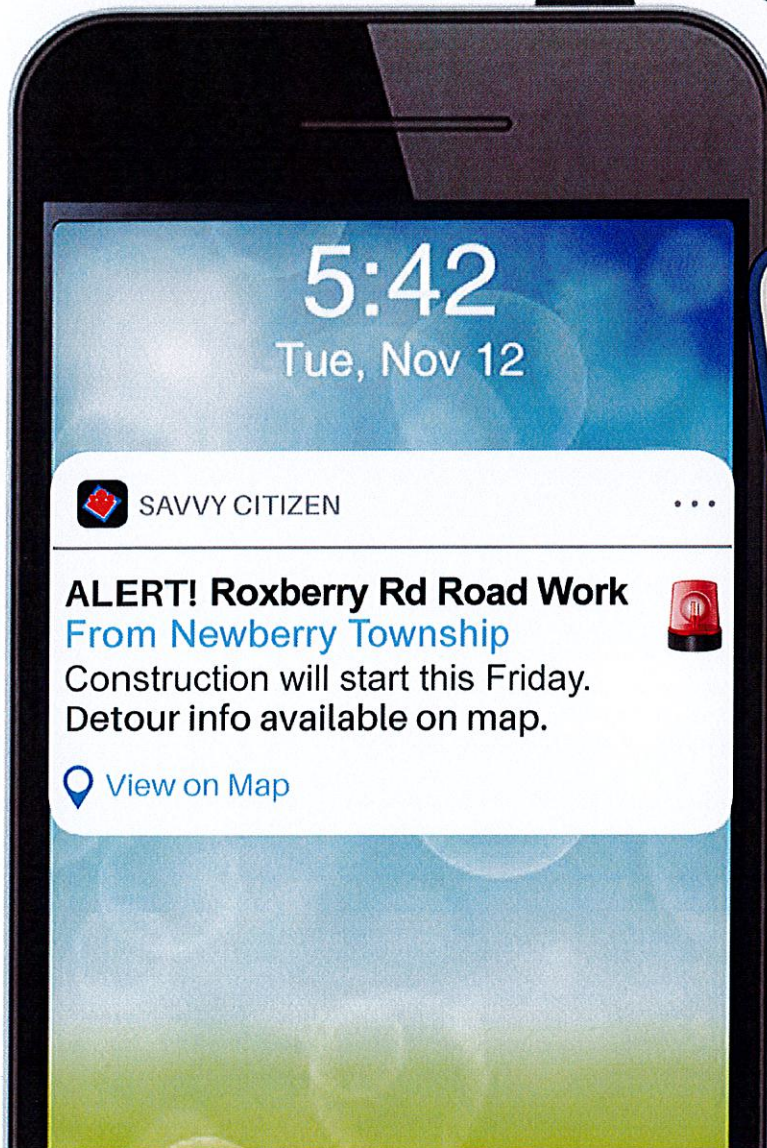 5:42
Tue, Nov 12
SAVVY CITIZEN
ALERT! Roxberry Rd Road Work
From Newberry Township
Construction will start this Friday.
Detour info available on map.
View on Map